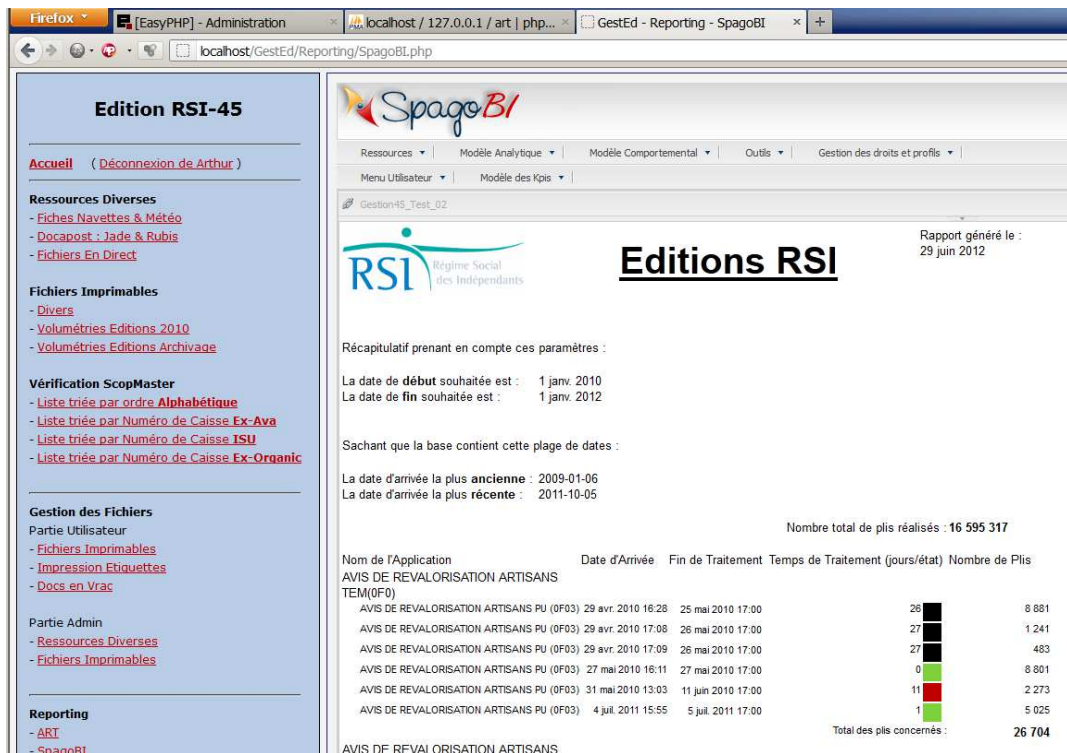 Firefox
[EasyPHP] - Administration
localhost / 127.0.0.1 / art | php...
GestEd - Reporting - SpagoBI
localhost/GestEd/Reporting/SpagoBI.php
Edition RSI-45
Accueil ( Déconnexion de Arthur )
Ressources Diverses
- Fiches Navettes & Météo
- Docapost : Jade & Rubis
- Fichiers En Direct
Fichiers Imprimables
- Divers
- Volumétries Editions 2010
- Volumétries Editions Archivage
Vérification ScopMaster
- Liste triée par ordre Alphabétique
- Liste triée par Numéro de Caisse Ex-Ava
- Liste triée par Numéro de Caisse ISU
- Liste triée par Numéro de Caisse Ex-Organic
Gestion des Fichiers
Partie Utilisateur
- Fichiers Imprimables
- Impression Etiquettes
- Docs en Vrac
Partie Admin
- Ressources Diverses
- Fichiers Imprimables
Reporting
- ART
- SpagoBI
SpagoBI
Ressources Modèle Analytique Modèle Comportemental Outils Gestion des droits et profils
Menu Utilisateur Modèle des Kpis
Gestion45_Test_02
RSI Régime Social des Indépendants
Editions RSI
Rapport généré le :
29 juin 2012
Récapitulatif prenant en compte ces paramètres :
La date de début souhaitée est : 1 janv. 2010
La date de fin souhaitée est : 1 janv. 2012
Sachant que la base contient cette plage de dates :
La date d'arrivée la plus ancienne : 2009-01-06
La date d'arrivée la plus récente : 2011-10-05
Nombre total de plis réalisés : 16 595 317
Nom de l'Application Date d'Arrivée Fin de Traitement Temps de Traitement (jours/état) Nombre de Plis
AVIS DE REVALORISATION ARTISANS
TEM(0F0)
AVIS DE REVALORISATION ARTISANS PU (0F03) 29 avr. 2010 16:28 25 mai 2010 17:00 26 8 881
AVIS DE REVALORISATION ARTISANS PU (0F03) 29 avr. 2010 17:08 26 mai 2010 17:00 27 1 241
AVIS DE REVALORISATION ARTISANS PU (0F03) 29 avr. 2010 17:09 26 mai 2010 17:00 27 483
AVIS DE REVALORISATION ARTISANS PU (0F03) 27 mai 2010 16:11 27 mai 2010 17:00 0 8 801
AVIS DE REVALORISATION ARTISANS PU (0F03) 31 mai 2010 13:03 11 juin 2010 17:00 11 2 273
AVIS DE REVALORISATION ARTISANS PU (0F03) 4 juil. 2011 15:55 5 juil. 2011 17:00 1 5 025
Total des plis concernés : 26 704
AVIS DE REVALORISATION ARTISANS